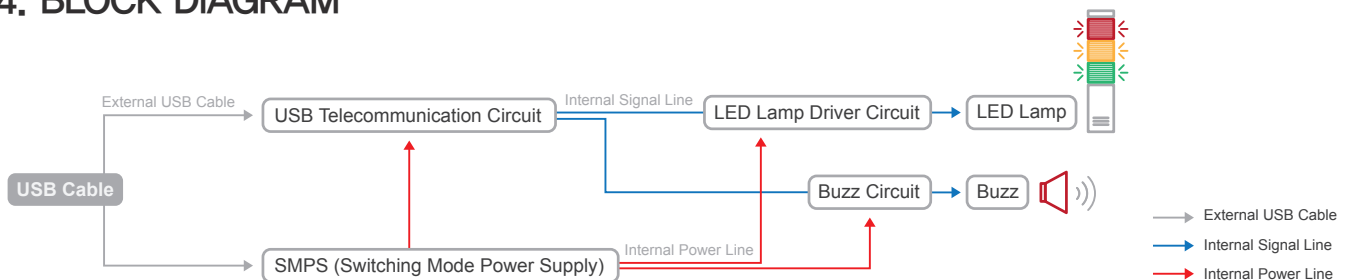 4. BLOCK DIAGRAM
External USB Cable
USB Telecommunication Circuit
Internal Signal Line
LED Lamp Driver Circuit
LED Lamp
USB Cable
Buzz Circuit
Buzz
SMPS (Switching Mode Power Supply)
Internal Power Line
External USB Cable
Internal Signal Line
Internal Power Line